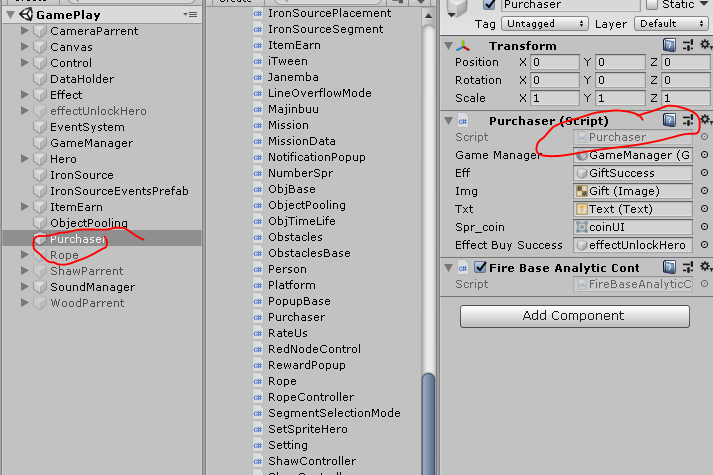 GamePlay
CameraParrent
Canvas
Control
DataHolder
Effect
effectUnlockHero
EventSystem
GameManager
Hero
IronSource
IronSourceEventsPrefab
ItemEarn
ObjectPooling
Purchaser
Rope
ShawParrent
SoundManager
WoodParrent
IronSourcePlacement
IronSourceSegment
ItemEarn
iTween
Janemba
LineOverflowMode
Majinbuu
Mission
MissionData
NotificationPopup
NumberSpr
ObjBase
ObjectPooling
ObjTimeLife
Obstacles
ObstaclesBase
Person
Platform
PopupBase
Purchaser
RateUs
RedNodeControl
RewardPopup
Rope
RopeController
SegmentSelectionMode
SetSpriteHero
Setting
ShawController
Purchaser Static
Tag Untagged Layer Default
Transform
Position X 0 Y 0 Z 0
Rotation X 0 Y 0 Z 0
Scale X 1 Y 1 Z 1
Purchaser (Script)
Script Purchaser
Game Manager GameManager (G
Eff GiftSuccess
Img Gift (Image)
Txt Text (Text)
Spr_coin coinUI
Effect Buy Success effectUnlockHero
Fire Base Analytic Cont
Script FireBaseAnalyticC
Add Component